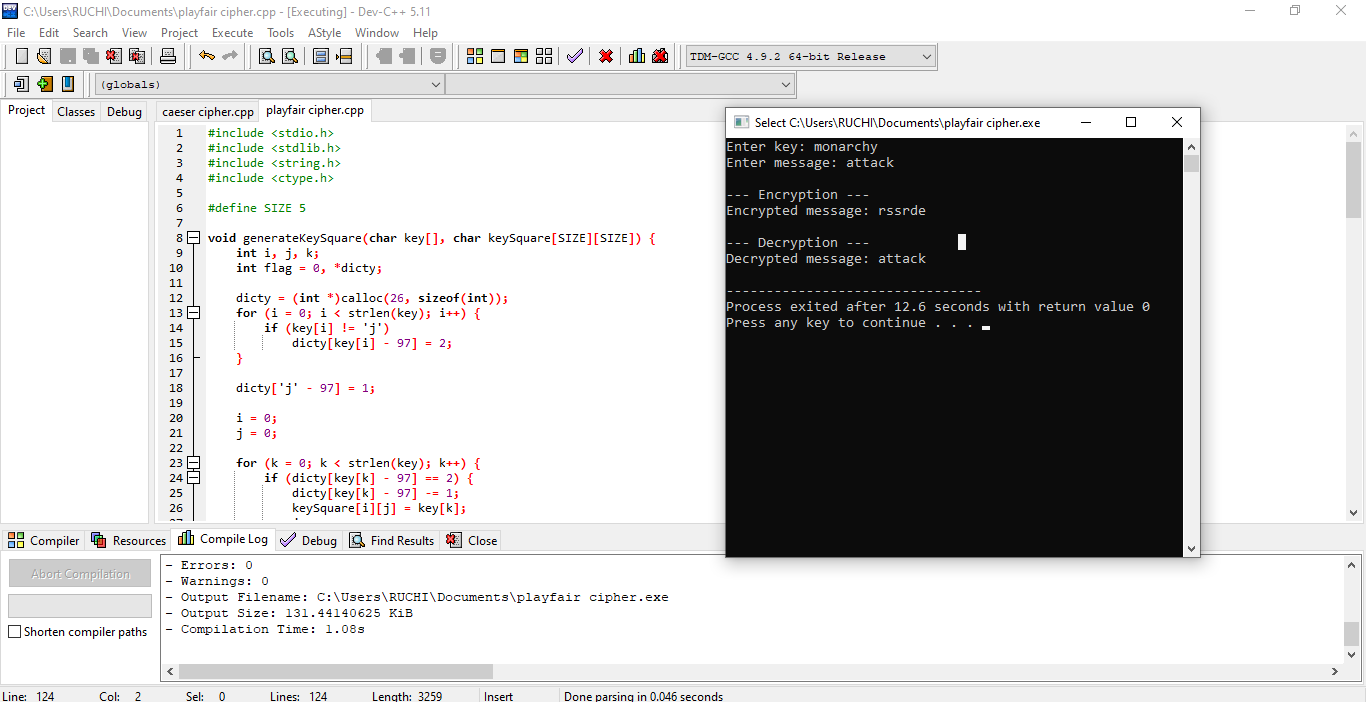 C:\Users\RUCHI\Documents\playfair cipher.cpp - [Executing] - Dev-C++ 5.11
File Edit Search View Project Execute Tools AStyle Window Help
TDM-GCC 4.9.2 64-bit Release
(globals)
Project Classes Debug
caeser cipher.cpp playfair cipher.cpp
1 #include <stdio.h>
2 #include <stdlib.h>
3 #include <string.h>
4 #include <ctype.h>
5
6 #define SIZE 5
7
8 void generateKeySquare(char key[], char keySquare[SIZE][SIZE]) {
9 int i, j, k;
10 int flag = 0, *dicty;
11
12 dicty = (int *)calloc(26, sizeof(int));
13 for (i = 0; i < strlen(key); i++) {
14 if (key[i] != 'j')
15 dicty[key[i] - 97] = 2;
16 }
17
18 dicty['j' - 97] = 1;
19
20 i = 0;
21 j = 0;
22
23 for (k = 0; k < strlen(key); k++) {
24 if (dicty[key[k] - 97] == 2) {
25 dicty[key[k] - 97] -= 1;
26 keySquare[i][j] = key[k];
Select C:\Users\RUCHI\Documents\playfair cipher.exe
Enter key: monarchy
Enter message: attack
--- Encryption ---
Encrypted message: rssrde
--- Decryption ---
Decrypted message: attack
--------------------------------
Process exited after 12.6 seconds with return value 0
Press any key to continue . . .
Compiler Resources Compile Log Debug Find Results Close
Abort Compilation
Shorten compiler paths
- Errors: 0
- Warnings: 0
- Output Filename: C:\Users\RUCHI\Documents\playfair cipher.exe
- Output Size: 131.44140625 KiB
- Compilation Time: 1.08s
Line: 124 Col: 2 Sel: 0 Lines: 124 Length: 3259 Insert Done parsing in 0.046 seconds